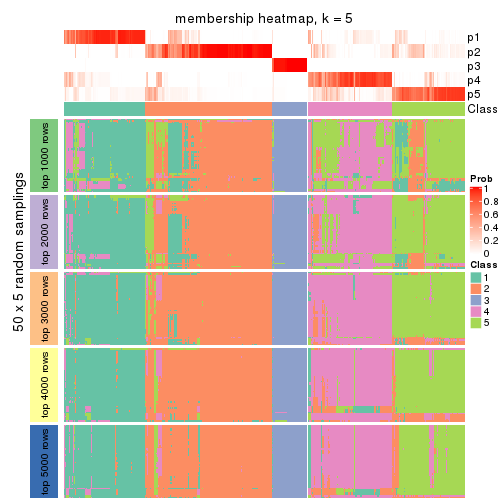 membership heatmap, k = 5
p1
p2
p3
p4
p5
Class
50 x 5 random samplings
top 1000 rows
top 2000 rows
top 3000 rows
top 4000 rows
top 5000 rows
Prob
1
0.8
0.6
0.4
0.2
0
Class
1
2
3
4
5